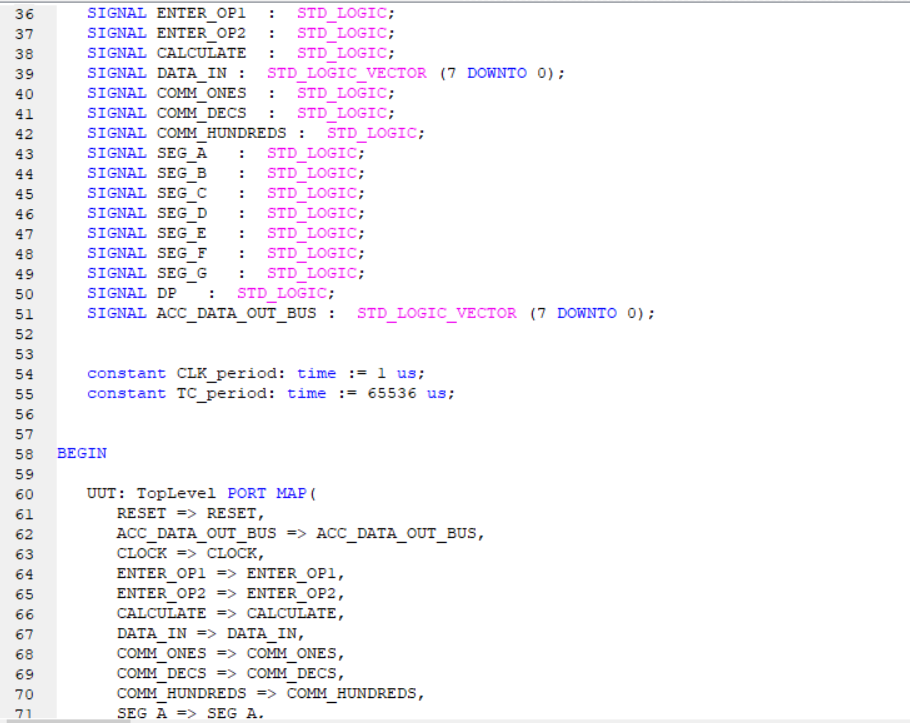 36 SIGNAL ENTER_OP1 : STD_LOGIC;
37 SIGNAL ENTER_OP2 : STD_LOGIC;
38 SIGNAL CALCULATE : STD_LOGIC;
39 SIGNAL DATA_IN : STD_LOGIC_VECTOR (7 DOWNTO 0);
40 SIGNAL COMM_ONES : STD_LOGIC;
41 SIGNAL COMM_DECS : STD_LOGIC;
42 SIGNAL COMM_HUNDREDS : STD_LOGIC;
43 SIGNAL SEG_A : STD_LOGIC;
44 SIGNAL SEG_B : STD_LOGIC;
45 SIGNAL SEG_C : STD_LOGIC;
46 SIGNAL SEG_D : STD_LOGIC;
47 SIGNAL SEG_E : STD_LOGIC;
48 SIGNAL SEG_F : STD_LOGIC;
49 SIGNAL SEG_G : STD_LOGIC;
50 SIGNAL DP : STD_LOGIC;
51 SIGNAL ACC_DATA_OUT_BUS : STD_LOGIC_VECTOR (7 DOWNTO 0);
52
53
54 constant CLK_period: time := 1 us;
55 constant TC_period: time := 65536 us;
56
57
58 BEGIN
59
60 UUT: TopLevel PORT MAP(
61 RESET => RESET,
62 ACC_DATA_OUT_BUS => ACC_DATA_OUT_BUS,
63 CLOCK => CLOCK,
64 ENTER_OP1 => ENTER_OP1,
65 ENTER_OP2 => ENTER_OP2,
66 CALCULATE => CALCULATE,
67 DATA_IN => DATA_IN,
68 COMM_ONES => COMM_ONES,
69 COMM_DECS => COMM_DECS,
70 COMM_HUNDREDS => COMM_HUNDREDS,
71 SEG_A => SEG_A,